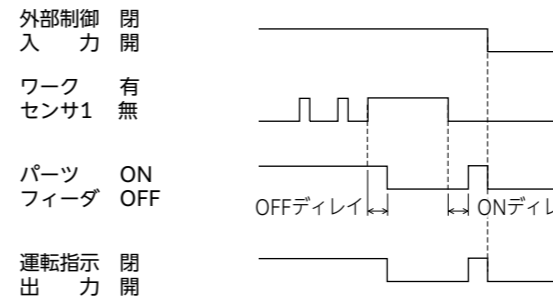 外部制御 閉
入 力 開
ワーク 有
センサ1 無
パーツ ON
フィーダ OFF
OFFディレイ ONディレ
運転指示 閉
出 力 開